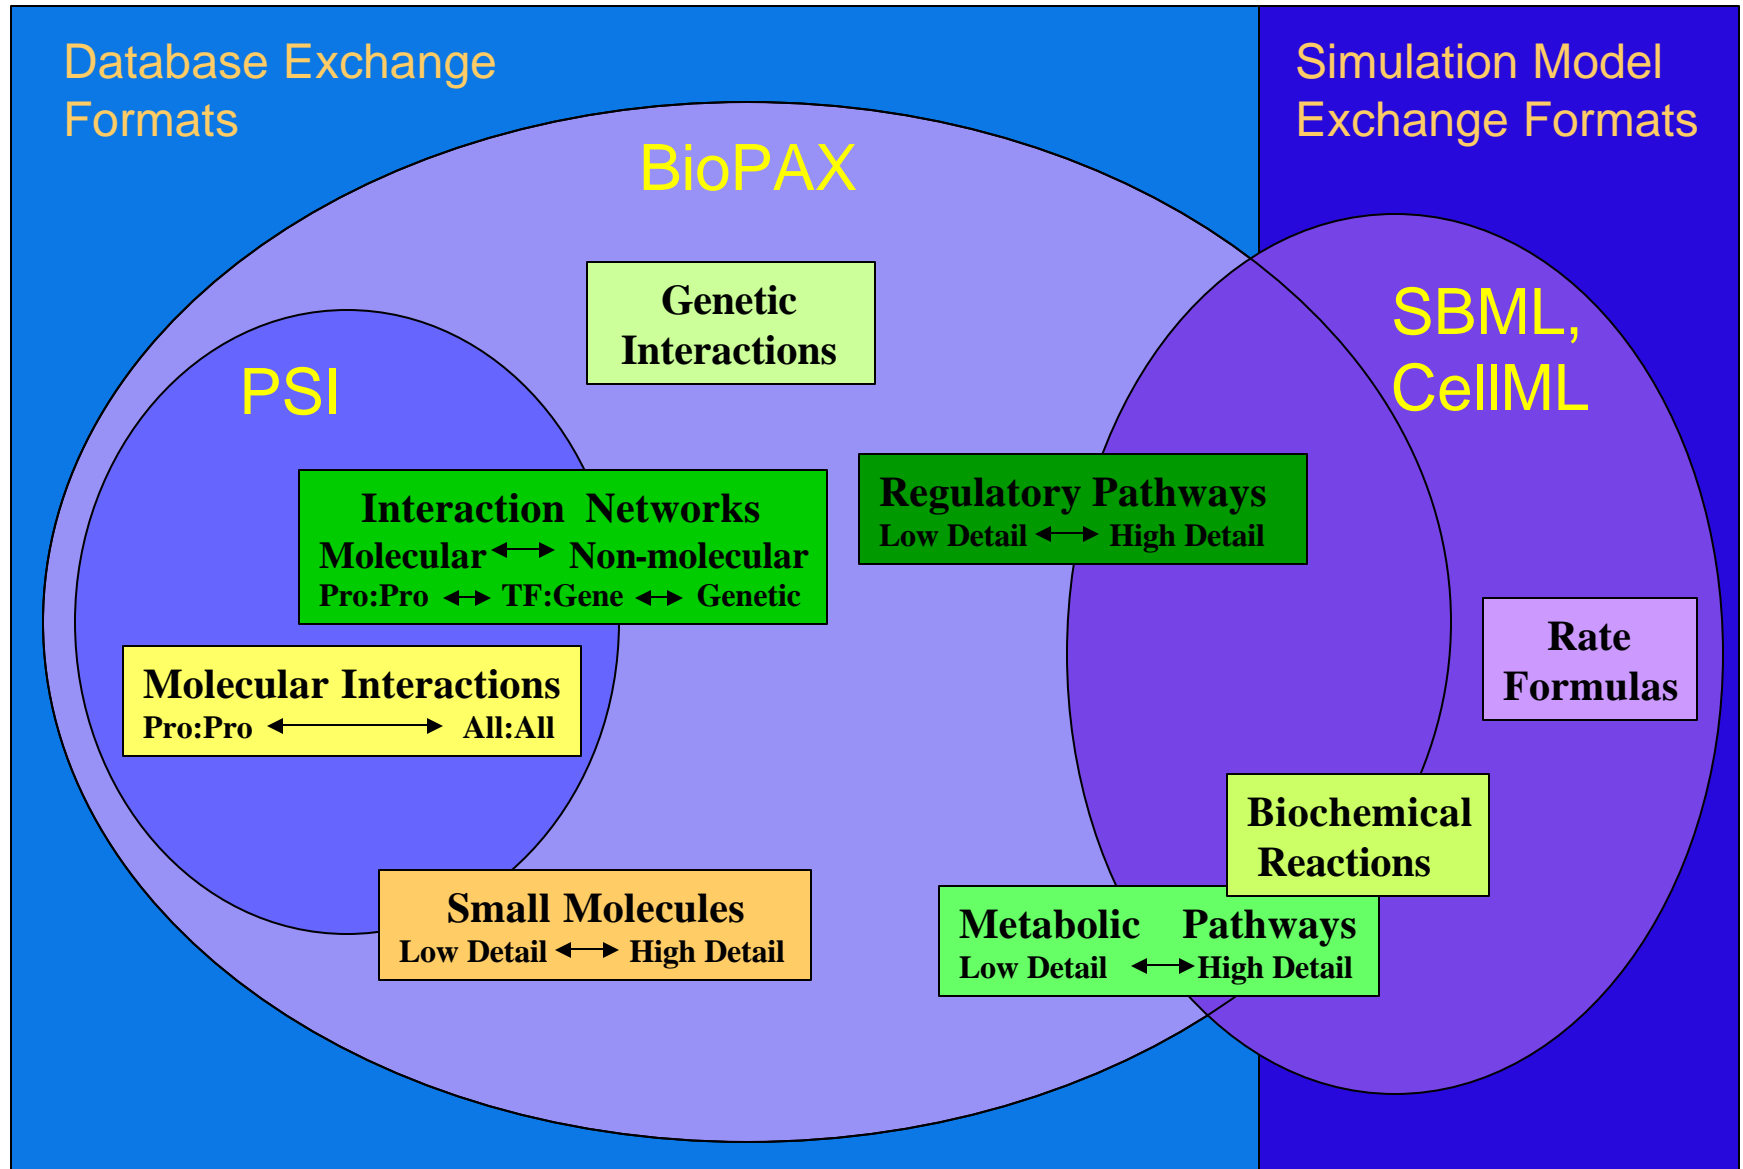 Database Exchange
Formats
Simulation Model
Exchange Formats
BioPAX
Genetic
Interactions
SBML,
CellML
PSI
Interaction Networks
Molecular Non-molecular
Pro:Pro TF:Gene Genetic
Regulatory Pathways
Low Detail High Detail
Rate
Formulas
Molecular Interactions
Pro:Pro All:All
Biochemical
Reactions
Small Molecules
Low Detail High Detail
Metabolic Pathways
Low Detail High Detail